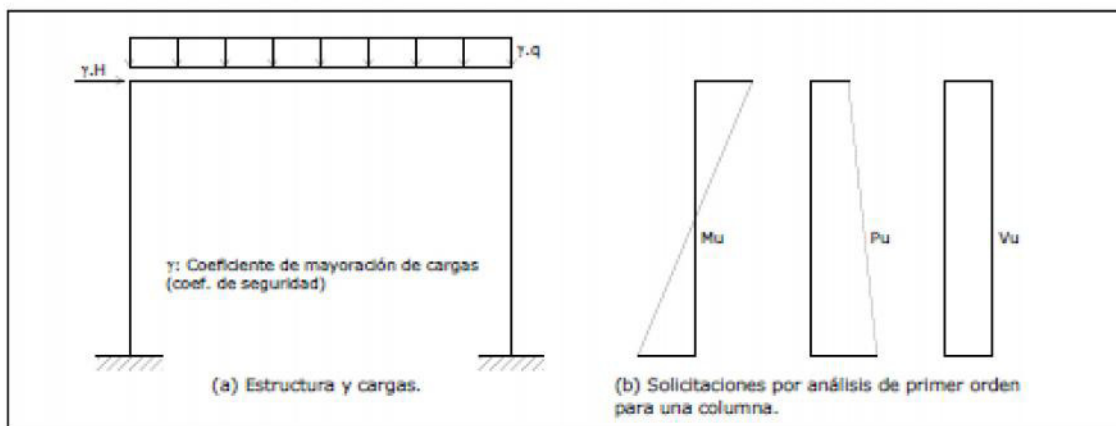 γ.q
γ.H
Mu
Pu
Vu
γ: Coeficiente de mayoración de cargas
(coef. de seguridad)
(a) Estructura y cargas.
(b) Solicitaciones por análisis de primer orden
para una columna.